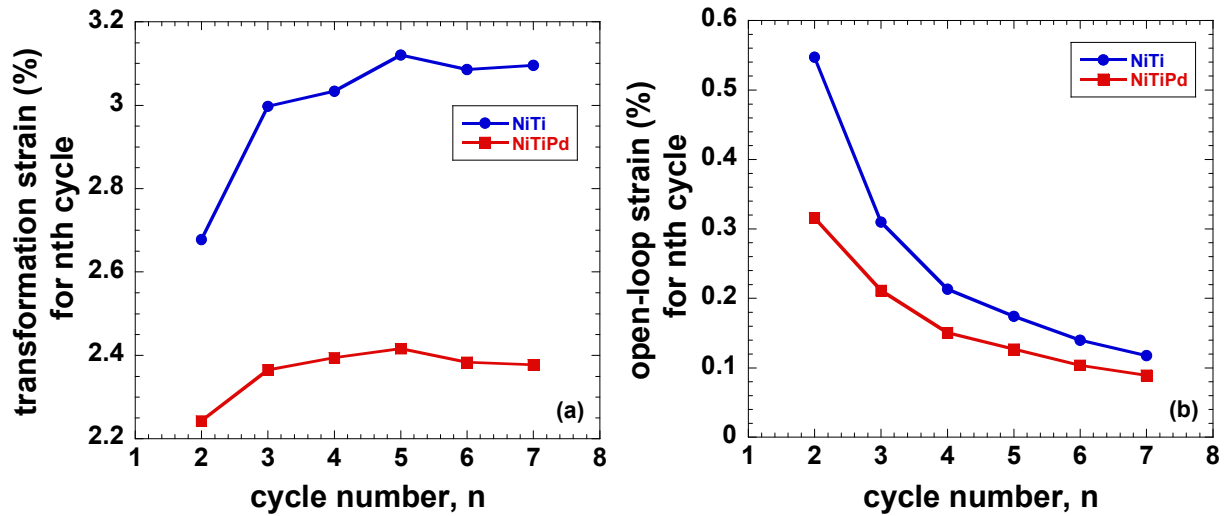 transformation strain (%)
for nth cycle
3.2
3
2.8
2.6
2.4
2.2
NiTi
NiTiPd
(a)
1 2 3 4 5 6 7 8
cycle number, n
open-loop strain (%)
for nth cycle
0.6
0.5
0.4
0.3
0.2
0.1
0
NiTi
NiTiPd
(b)
1 2 3 4 5 6 7 8
cycle number, n